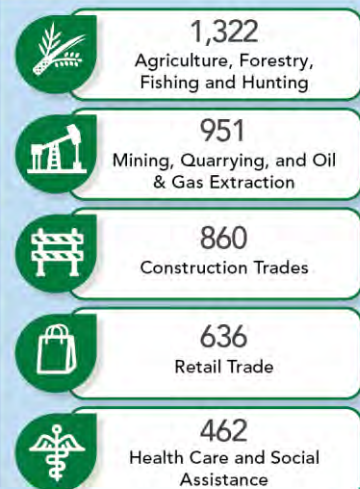 1,322
Agriculture, Forestry,
Fishing and Hunting
951
Mining, Quarrying, and Oil
& Gas Extraction
860
Construction Trades
636
Retail Trade
462
Health Care and Social
Assistance